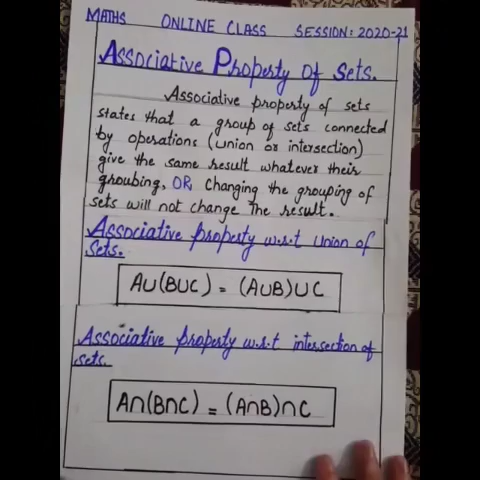 MATHS ONLINE CLASS SESSION: 2020-21
Associative Property Of Sets.
Associative property of sets
states that a group of sets connected
by operations (union or intersection)
give the same result whatever their
groubing, OR, Changing the grouping of
sets will not change The result.
Associative property w.s.t Union of
Sets.
A∪(B∪C) = (A∪B)∪C
Associative property w.s.t intersection of
sets.
A∩(B∩C) = (A∩B)∩C